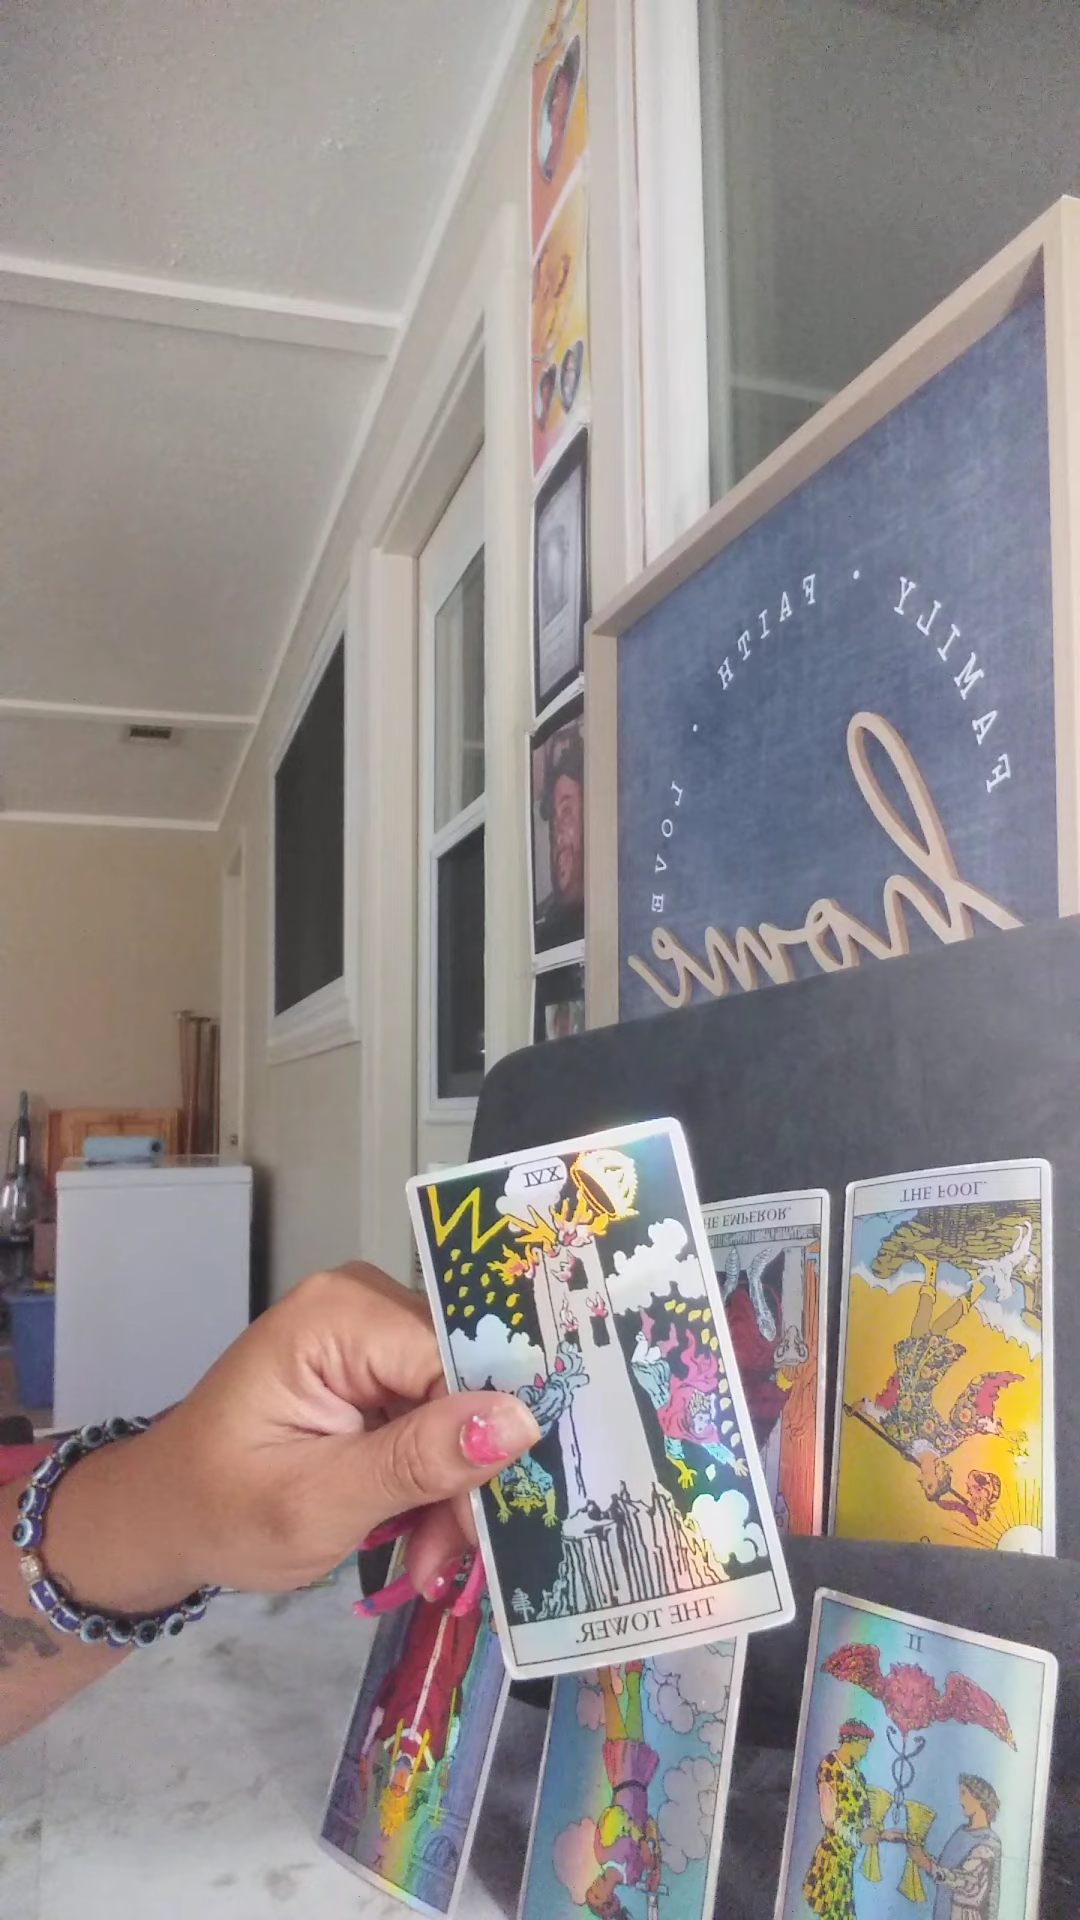 LOVE · FAITH · FAMILY
home
XVI
THE TOWER.
THE EMPEROR.
THE FOOL.
II